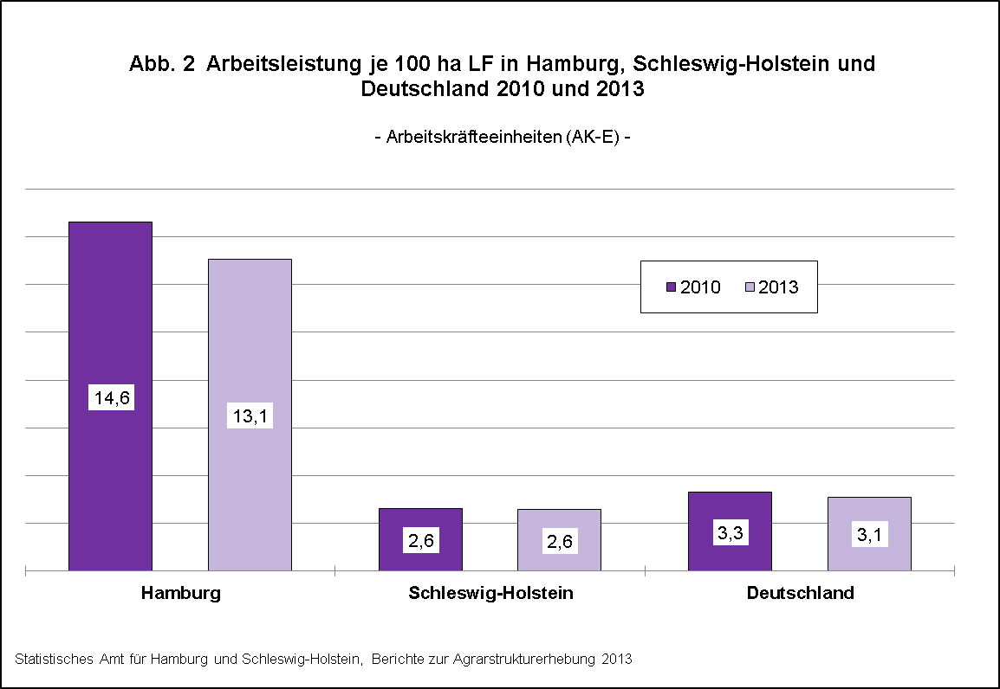 Abb. 2  Arbeitsleistung je 100 ha LF in Hamburg, Schleswig-Holstein und
Deutschland 2010 und 2013
- Arbeitskräfteeinheiten (AK-E) -
2010
2013
14,6
13,1
2,6
2,6
3,3
3,1
Hamburg
Schleswig-Holstein
Deutschland
Statistisches Amt für Hamburg und Schleswig-Holstein,  Berichte zur Agrarstrukturerhebung 2013